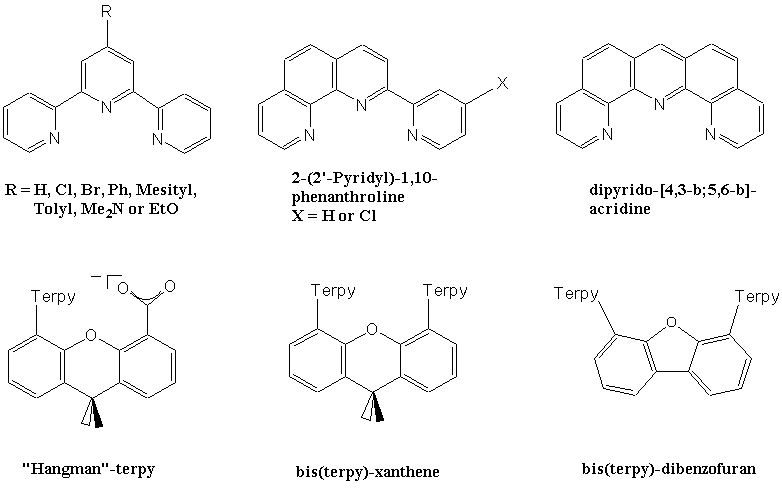 R
N
N
N
R = H, Cl, Br, Ph, Mesityl,
Tolyl, Me2N or EtO
X
N
N
N
2-(2'-Pyridyl)-1,10-
phenanthroline
X = H or Cl
N
N
N
dipyrido-[4,3-b;5,6-b]-
acridine
Terpy
O
O
O
"Hangman"-terpy
Terpy
Terpy
O
bis(terpy)-xanthene
Terpy
Terpy
O
bis(terpy)-dibenzofuran